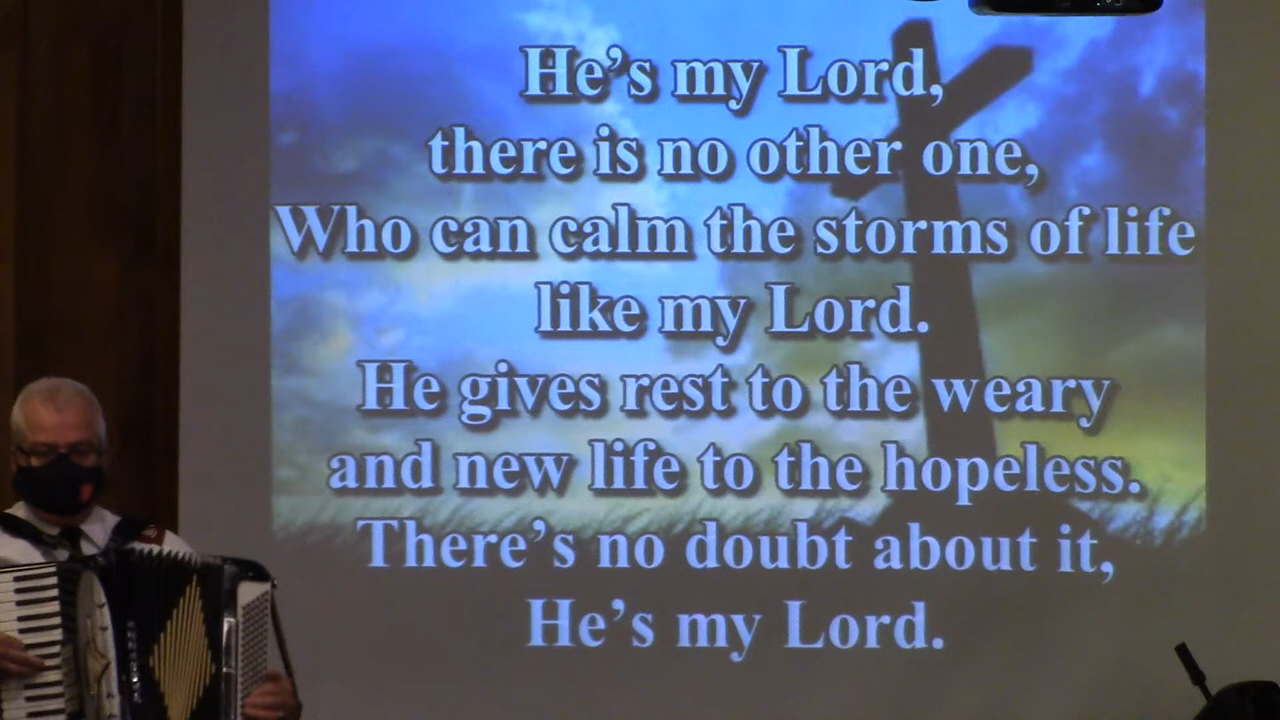 He’s my Lord,
there is no other one,
Who can calm the storms of life
like my Lord.
He gives rest to the weary
and new life to the hopeless.
There’s no doubt about it,
He’s my Lord.